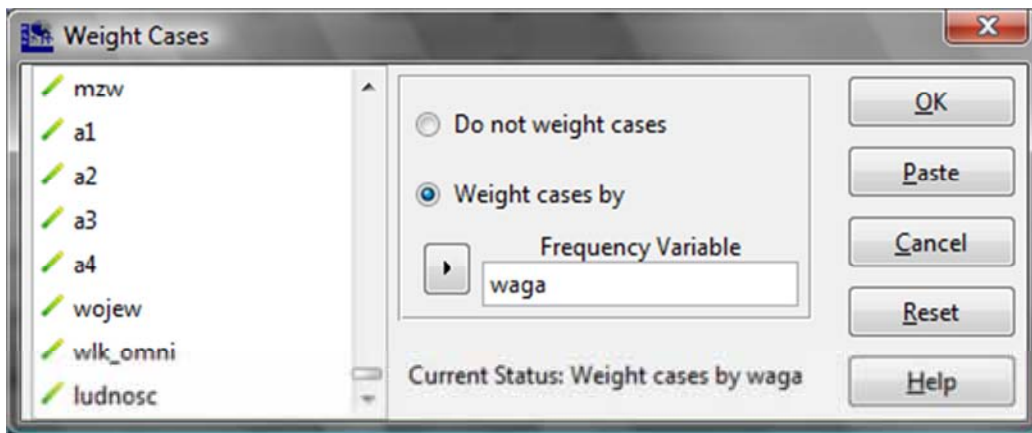 Weight Cases
mzw
a1
a2
a3
a4
wojew
wlk_omni
ludnosc
Do not weight cases
Weight cases by
Frequency Variable
waga
Current Status: Weight cases by waga
OK
Paste
Cancel
Reset
Help